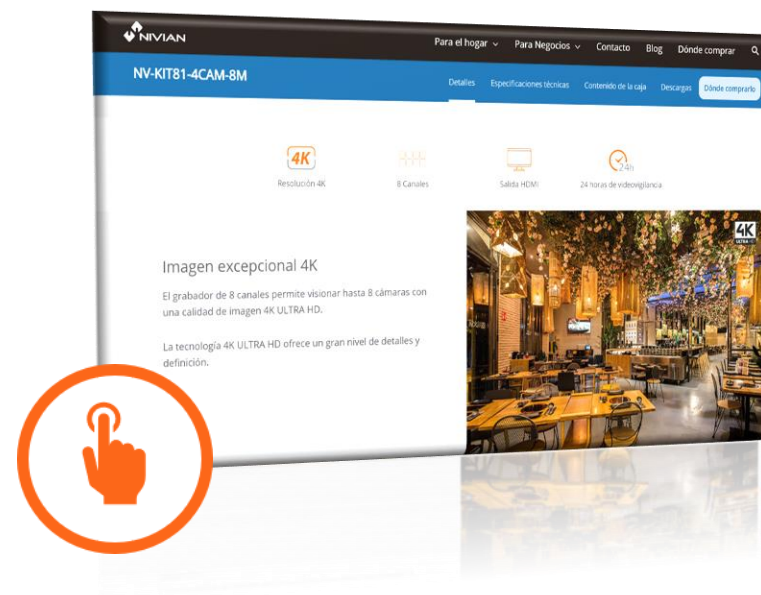 NIVIAN
Para el hogar Para Negocios Contacto Blog Dónde comprar
NV-KIT81-4CAM-8M
Detalles Especificaciones técnicas Contenido de la caja Descargas Dónde comprarlo
4K
24h
Resolución 4K 8 Canales Salida HDMI 24 horas de videovigilancia
4K
ULTRA HD
Imagen excepcional 4K
El grabador de 8 canales permite visionar hasta 8 cámaras con
una calidad de imagen 4K ULTRA HD.
La tecnología 4K ULTRA HD ofrece un gran nivel de detalles y
definición.